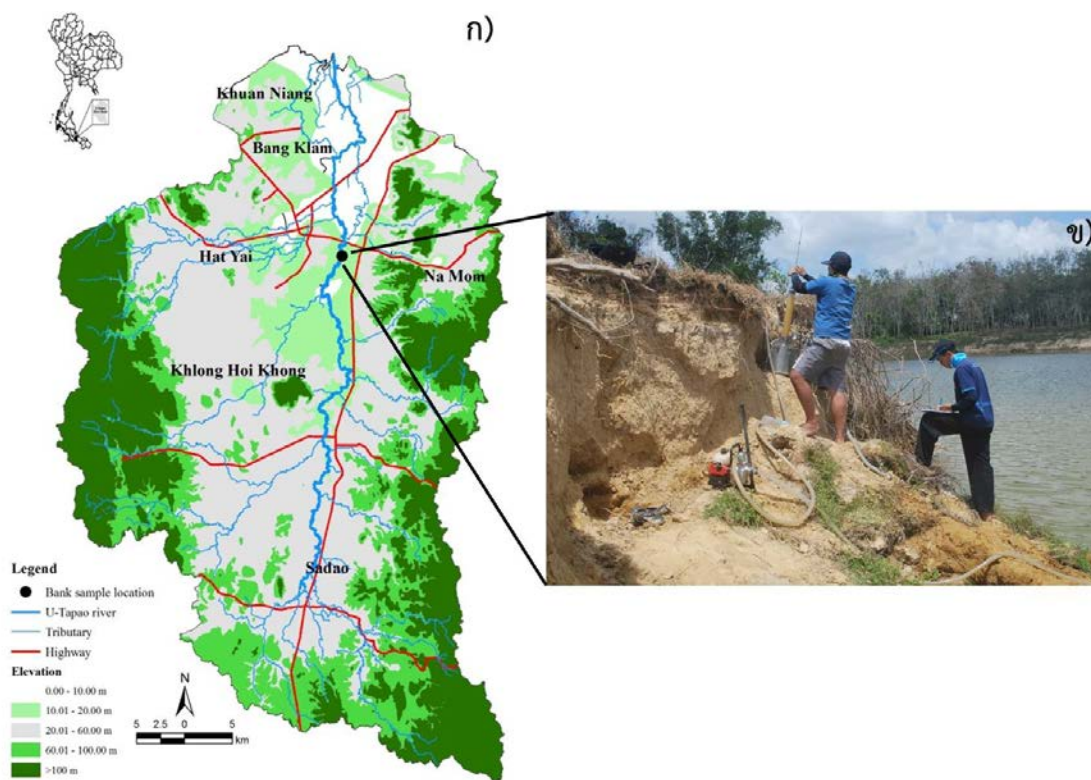 ก)
Khuan Niang
Bang Klam
Hat Yai
Na Mom
Khlong Hoi Khong
Sadao
Legend
Bank sample location
U-Tapao river
Tributary
Highway
Elevation
0.00 - 10.00 m
10.01 - 20.00 m
20.01 - 60.00 m
60.01 - 100.00 m
>100 m
N
5 2.5 0 5
km
ข)